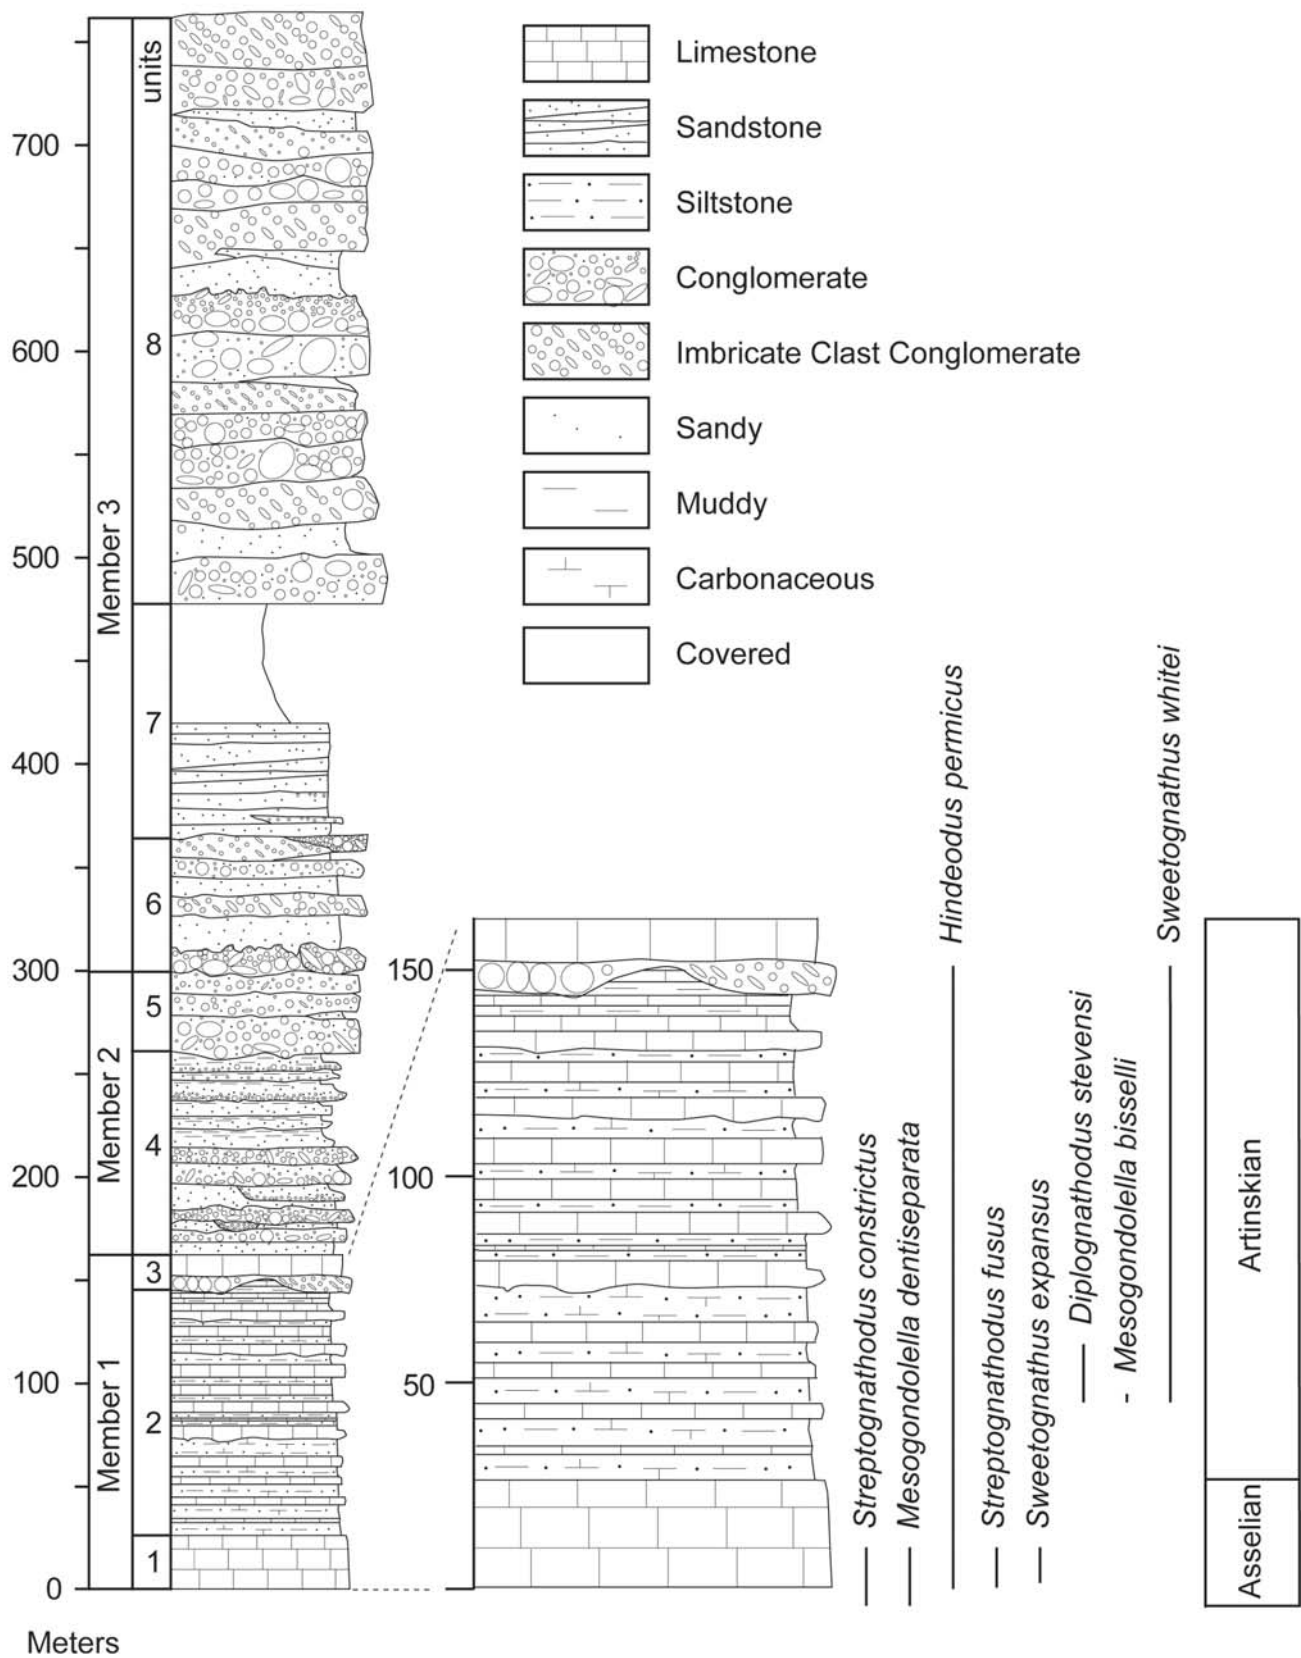 units
700
600
500
400
300
200
100
0
Meters
Member 3
Member 2
Member 1
8
7
6
5
4
3
2
1
Limestone
Sandstone
Siltstone
Conglomerate
Imbricate Clast Conglomerate
Sandy
Muddy
Carbonaceous
Covered
150
100
50
0
Streptognathodus constrictus
Mesogondolella dentiseparata
Hindeodus permicus
Streptognathodus fusus
Sweetognathus expansus
Diplognathodus stevensi
Mesogondolella bisselli
Sweetognathus whitei
Artinskian
Asselian